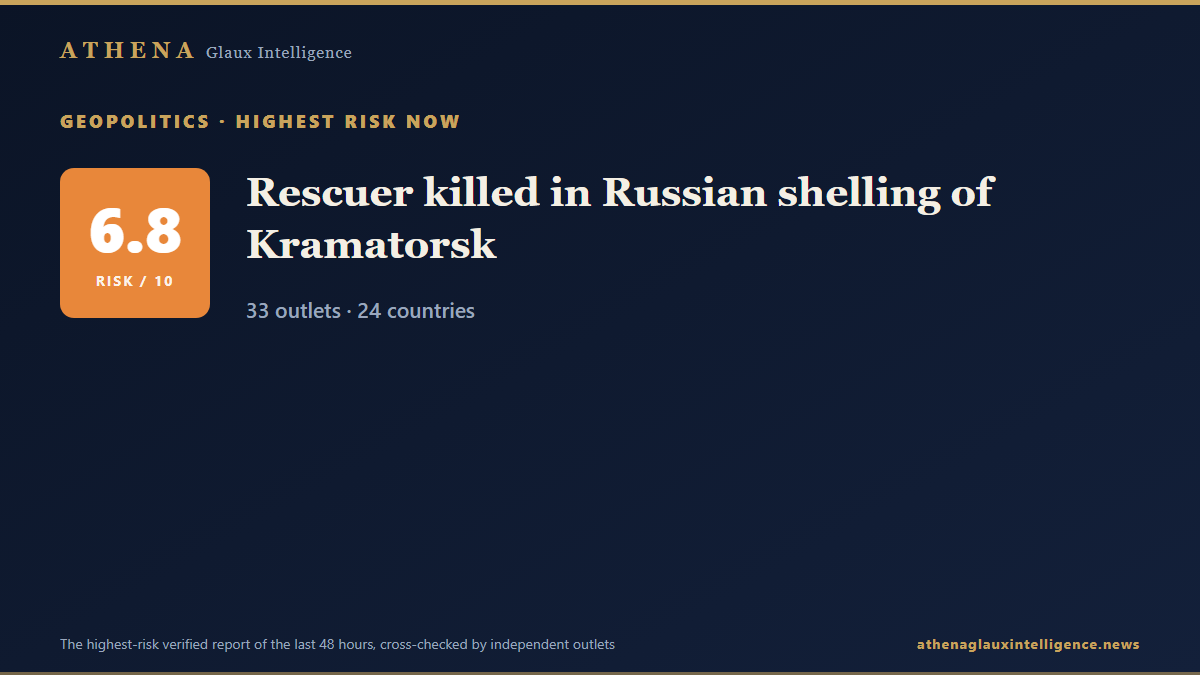 ATHENA Glaux Intelligence
GEOPOLITICS · HIGHEST RISK NOW
6.8
RISK / 10
Rescuer killed in Russian shelling of
Kramatorsk
33 outlets · 24 countries
The highest-risk verified report of the last 48 hours, cross-checked by independent outlets
athenaglauxintelligence.news